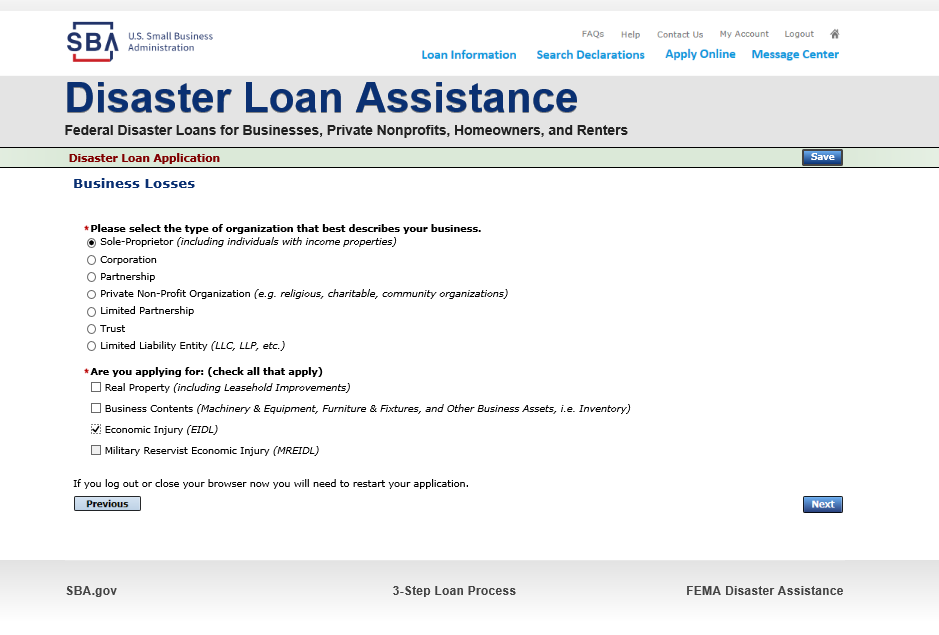 SBA U.S. Small Business
Administration
FAQs Help Contact Us My Account Logout
Loan Information Search Declarations Apply Online Message Center
Disaster Loan Assistance
Federal Disaster Loans for Businesses, Private Nonprofits, Homeowners, and Renters
Disaster Loan Application Save
Business Losses
*Please select the type of organization that best describes your business.
Sole-Proprietor (including individuals with income properties)
Corporation
Partnership
Private Non-Profit Organization (e.g. religious, charitable, community organizations)
Limited Partnership
Trust
Limited Liability Entity (LLC, LLP, etc.)
*Are you applying for: (check all that apply)
Real Property (including Leasehold Improvements)
Business Contents (Machinery & Equipment, Furniture & Fixtures, and Other Business Assets, i.e. Inventory)
Economic Injury (EIDL)
Military Reservist Economic Injury (MREIDL)
If you log out or close your browser now you will need to restart your application.
Previous Next
SBA.gov 3-Step Loan Process FEMA Disaster Assistance